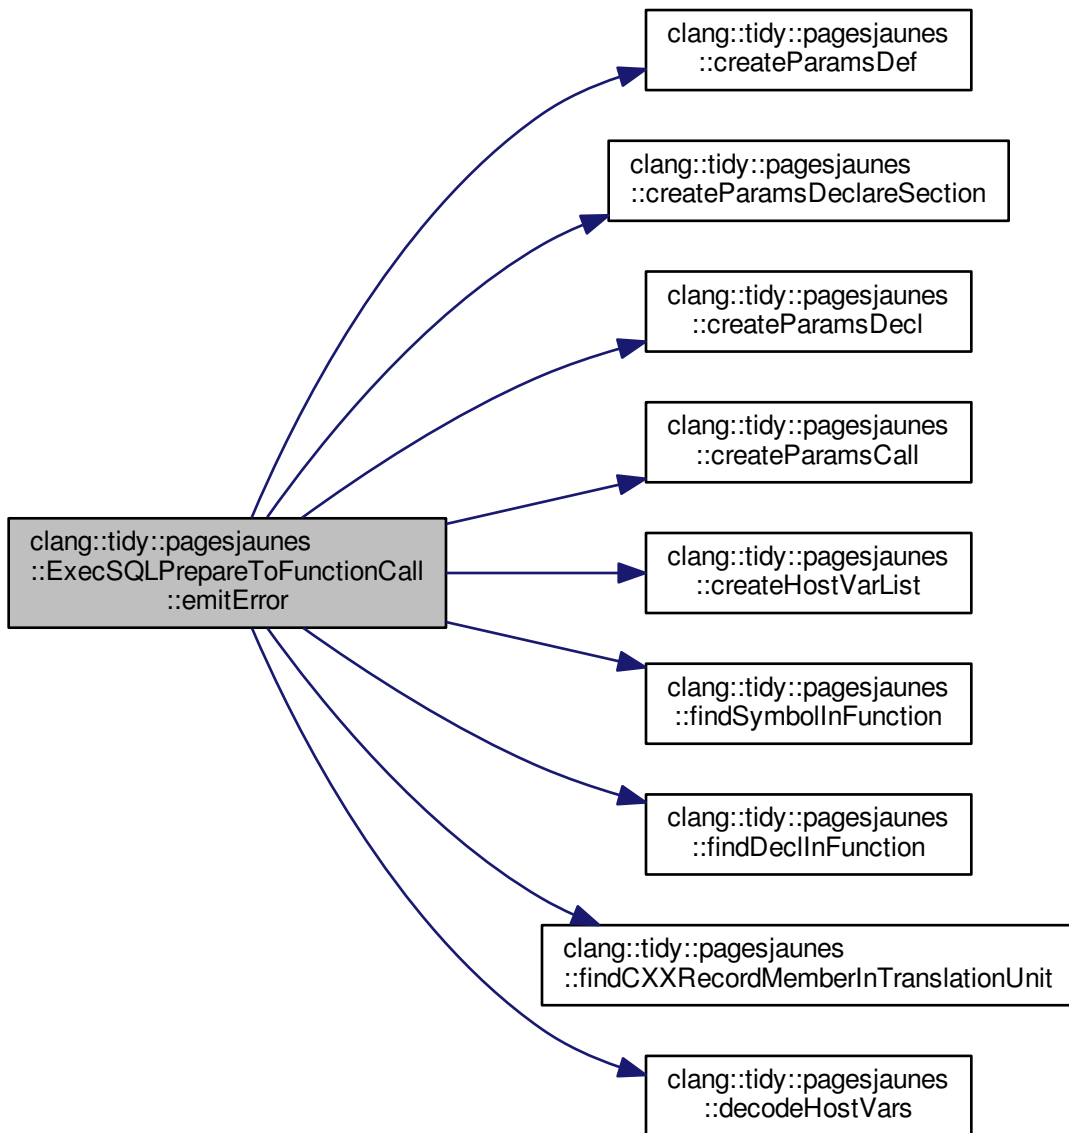 clang::tidy::pagesjaunes
::createParamsDef
clang::tidy::pagesjaunes
::createParamsDeclareSection
clang::tidy::pagesjaunes
::createParamsDecl
clang::tidy::pagesjaunes
::createParamsCall
clang::tidy::pagesjaunes
::ExecSQLPrepareToFunctionCall
::emitError
clang::tidy::pagesjaunes
::createHostVarList
clang::tidy::pagesjaunes
::findSymbolInFunction
clang::tidy::pagesjaunes
::findDeclInFunction
clang::tidy::pagesjaunes
::findCXXRecordMemberInTranslationUnit
clang::tidy::pagesjaunes
::decodeHostVars